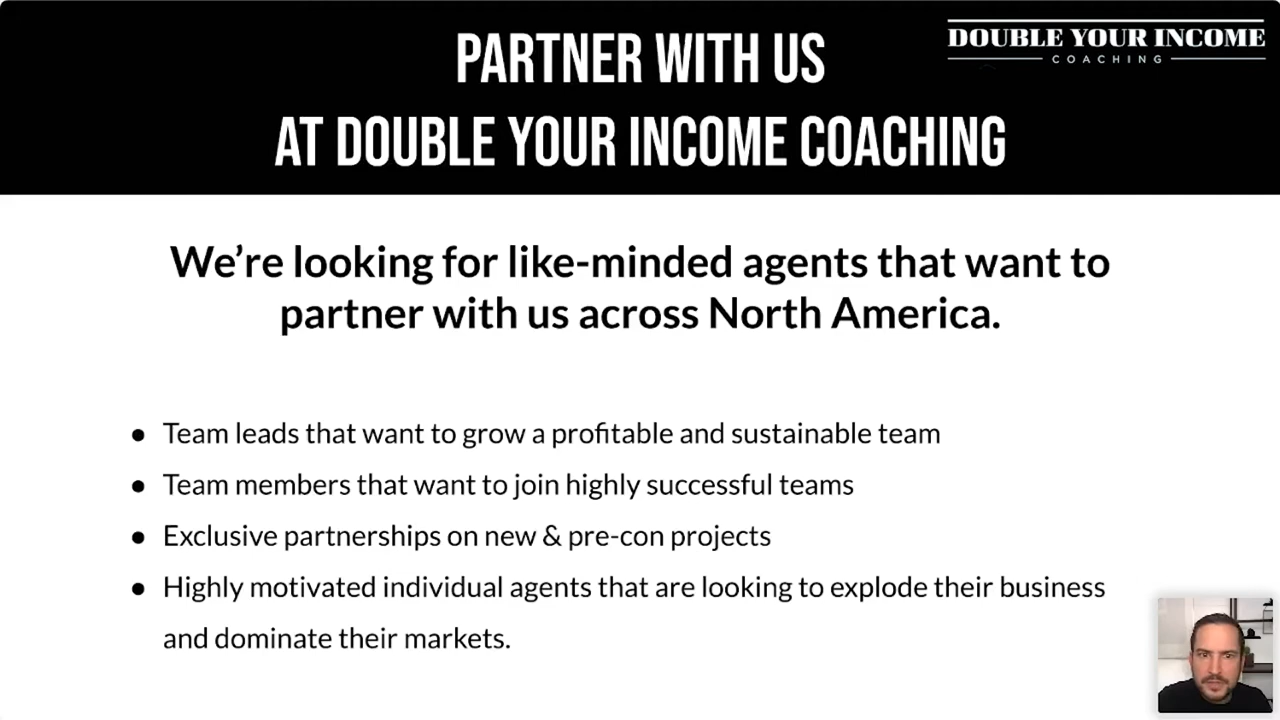 PARTNER WITH US
AT DOUBLE YOUR INCOME COACHING
DOUBLE YOUR INCOME
COACHING
We’re looking for like-minded agents that want to
partner with us across North America.
● Team leads that want to grow a profitable and sustainable team
● Team members that want to join highly successful teams
● Exclusive partnerships on new & pre-con projects
● Highly motivated individual agents that are looking to explode their business
and dominate their markets.